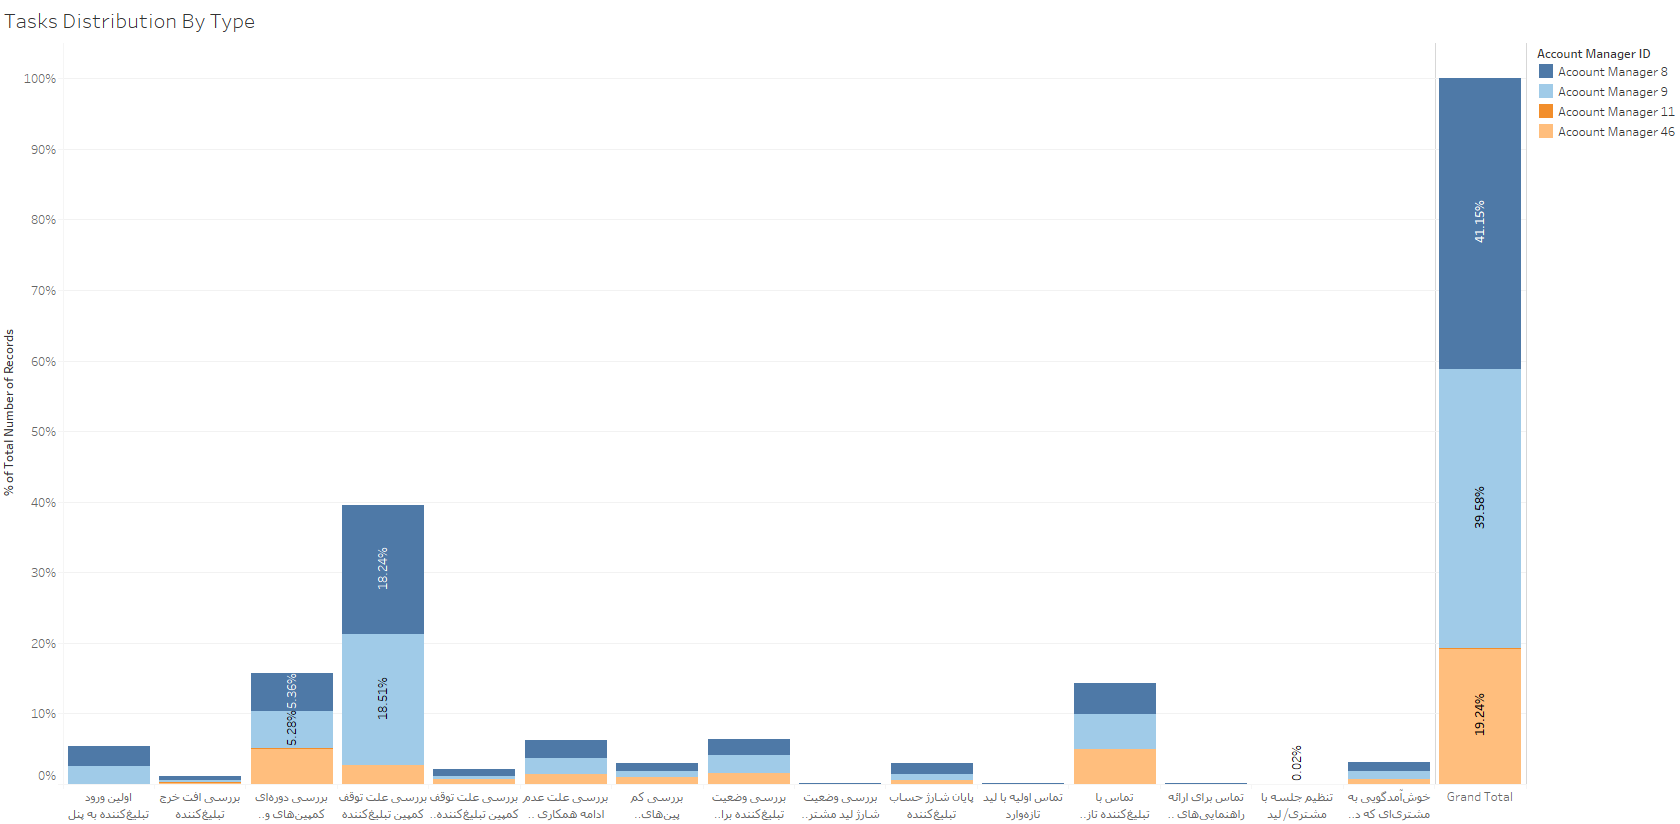 Tasks Distribution By Type
Account Manager ID
Acoount Manager 8
Acoount Manager 9
Acoount Manager 11
Acoount Manager 46
% of Total Number of Records
100%
90%
80%
70%
60%
50%
40%
30%
20%
10%
0%
5.36%
5.28%
18.24%
18.51%
0.02%
41.15%
39.58%
19.24%
اولین ورود
تبلیغ‌کننده به پنل
بررسی افت خرج
تبلیغ‌کننده
بررسی دوره‌ای
کمپین‌های و..
بررسی علت توقف
کمپین تبلیغ‌کننده
بررسی علت توقف
کمپین تبلیغ‌کننده..
بررسی علت عدم
ادامه همکاری ..
بررسی کم
پین‌های..
بررسی وضعیت
تبلیغ‌کننده برا..
بررسی وضعیت
شارژ لید مشتر..
پایان شارژ حساب
تبلیغ‌کننده
تماس اولیه با لید
تازه‌وارد
تماس با
تبلیغ‌کننده تاز..
تماس برای ارائه
راهنمایی‌های ..
تنظیم جلسه با
مشتری/ لید
خوش‌آمدگویی به
مشتری‌ای که د..
Grand Total